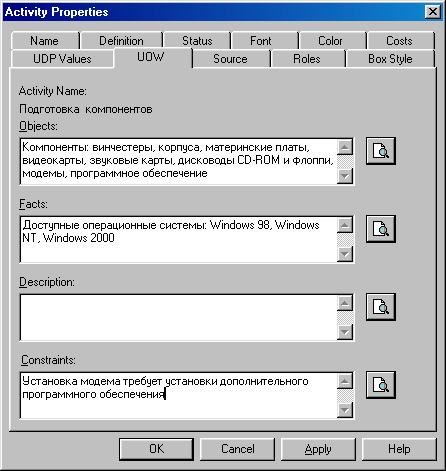 Activity Properties
Name Definition Status Font Color Costs
UDP Values UOW Source Roles Box Style
Activity Name:
Подготовка компонентов
Objects:
Компоненты: винчестеры, корпуса, материнские платы,
видеокарты, звуковые карты, дисководы CD-ROM и флоппи,
модемы, программное обеспечение
Facts:
Доступные операционные системы: Windows 98, Windows
NT, Windows 2000
Description:
Constraints:
Установка модема требует установки дополнительного
программного обеспечения
OK Cancel Apply Help